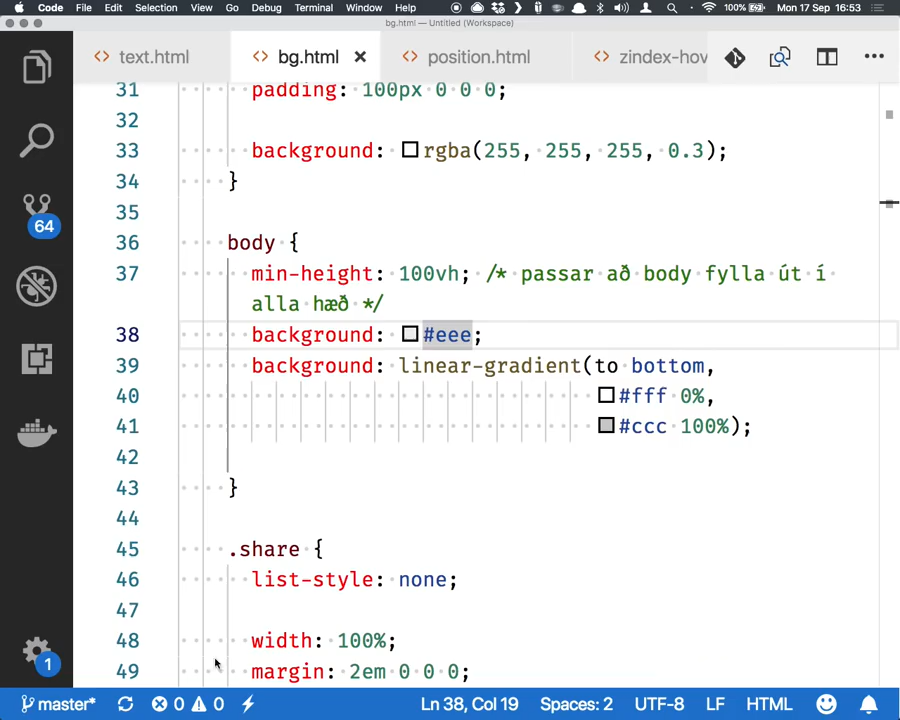 Code File Edit Selection View Go Debug Terminal Window Help 100% Mon 17 Sep 16:53
bg.html — Untitled (Workspace)
text.html bg.html position.html zindex-hov
31 padding: 100px 0 0 0;
32
33 background: rgba(255, 255, 255, 0.3);
34 }
35
36 body {
37 min-height: 100vh; /* passar að body fylla út í
alla hæð */
38 background: #eee;
39 background: linear-gradient(to bottom,
40 #fff 0%,
41 #ccc 100%);
42
43 }
44
45 .share {
46 list-style: none;
47
48 width: 100%;
49 margin: 2em 0 0 0;
64
1
master* 0 0 Ln 38, Col 19 Spaces: 2 UTF-8 LF HTML